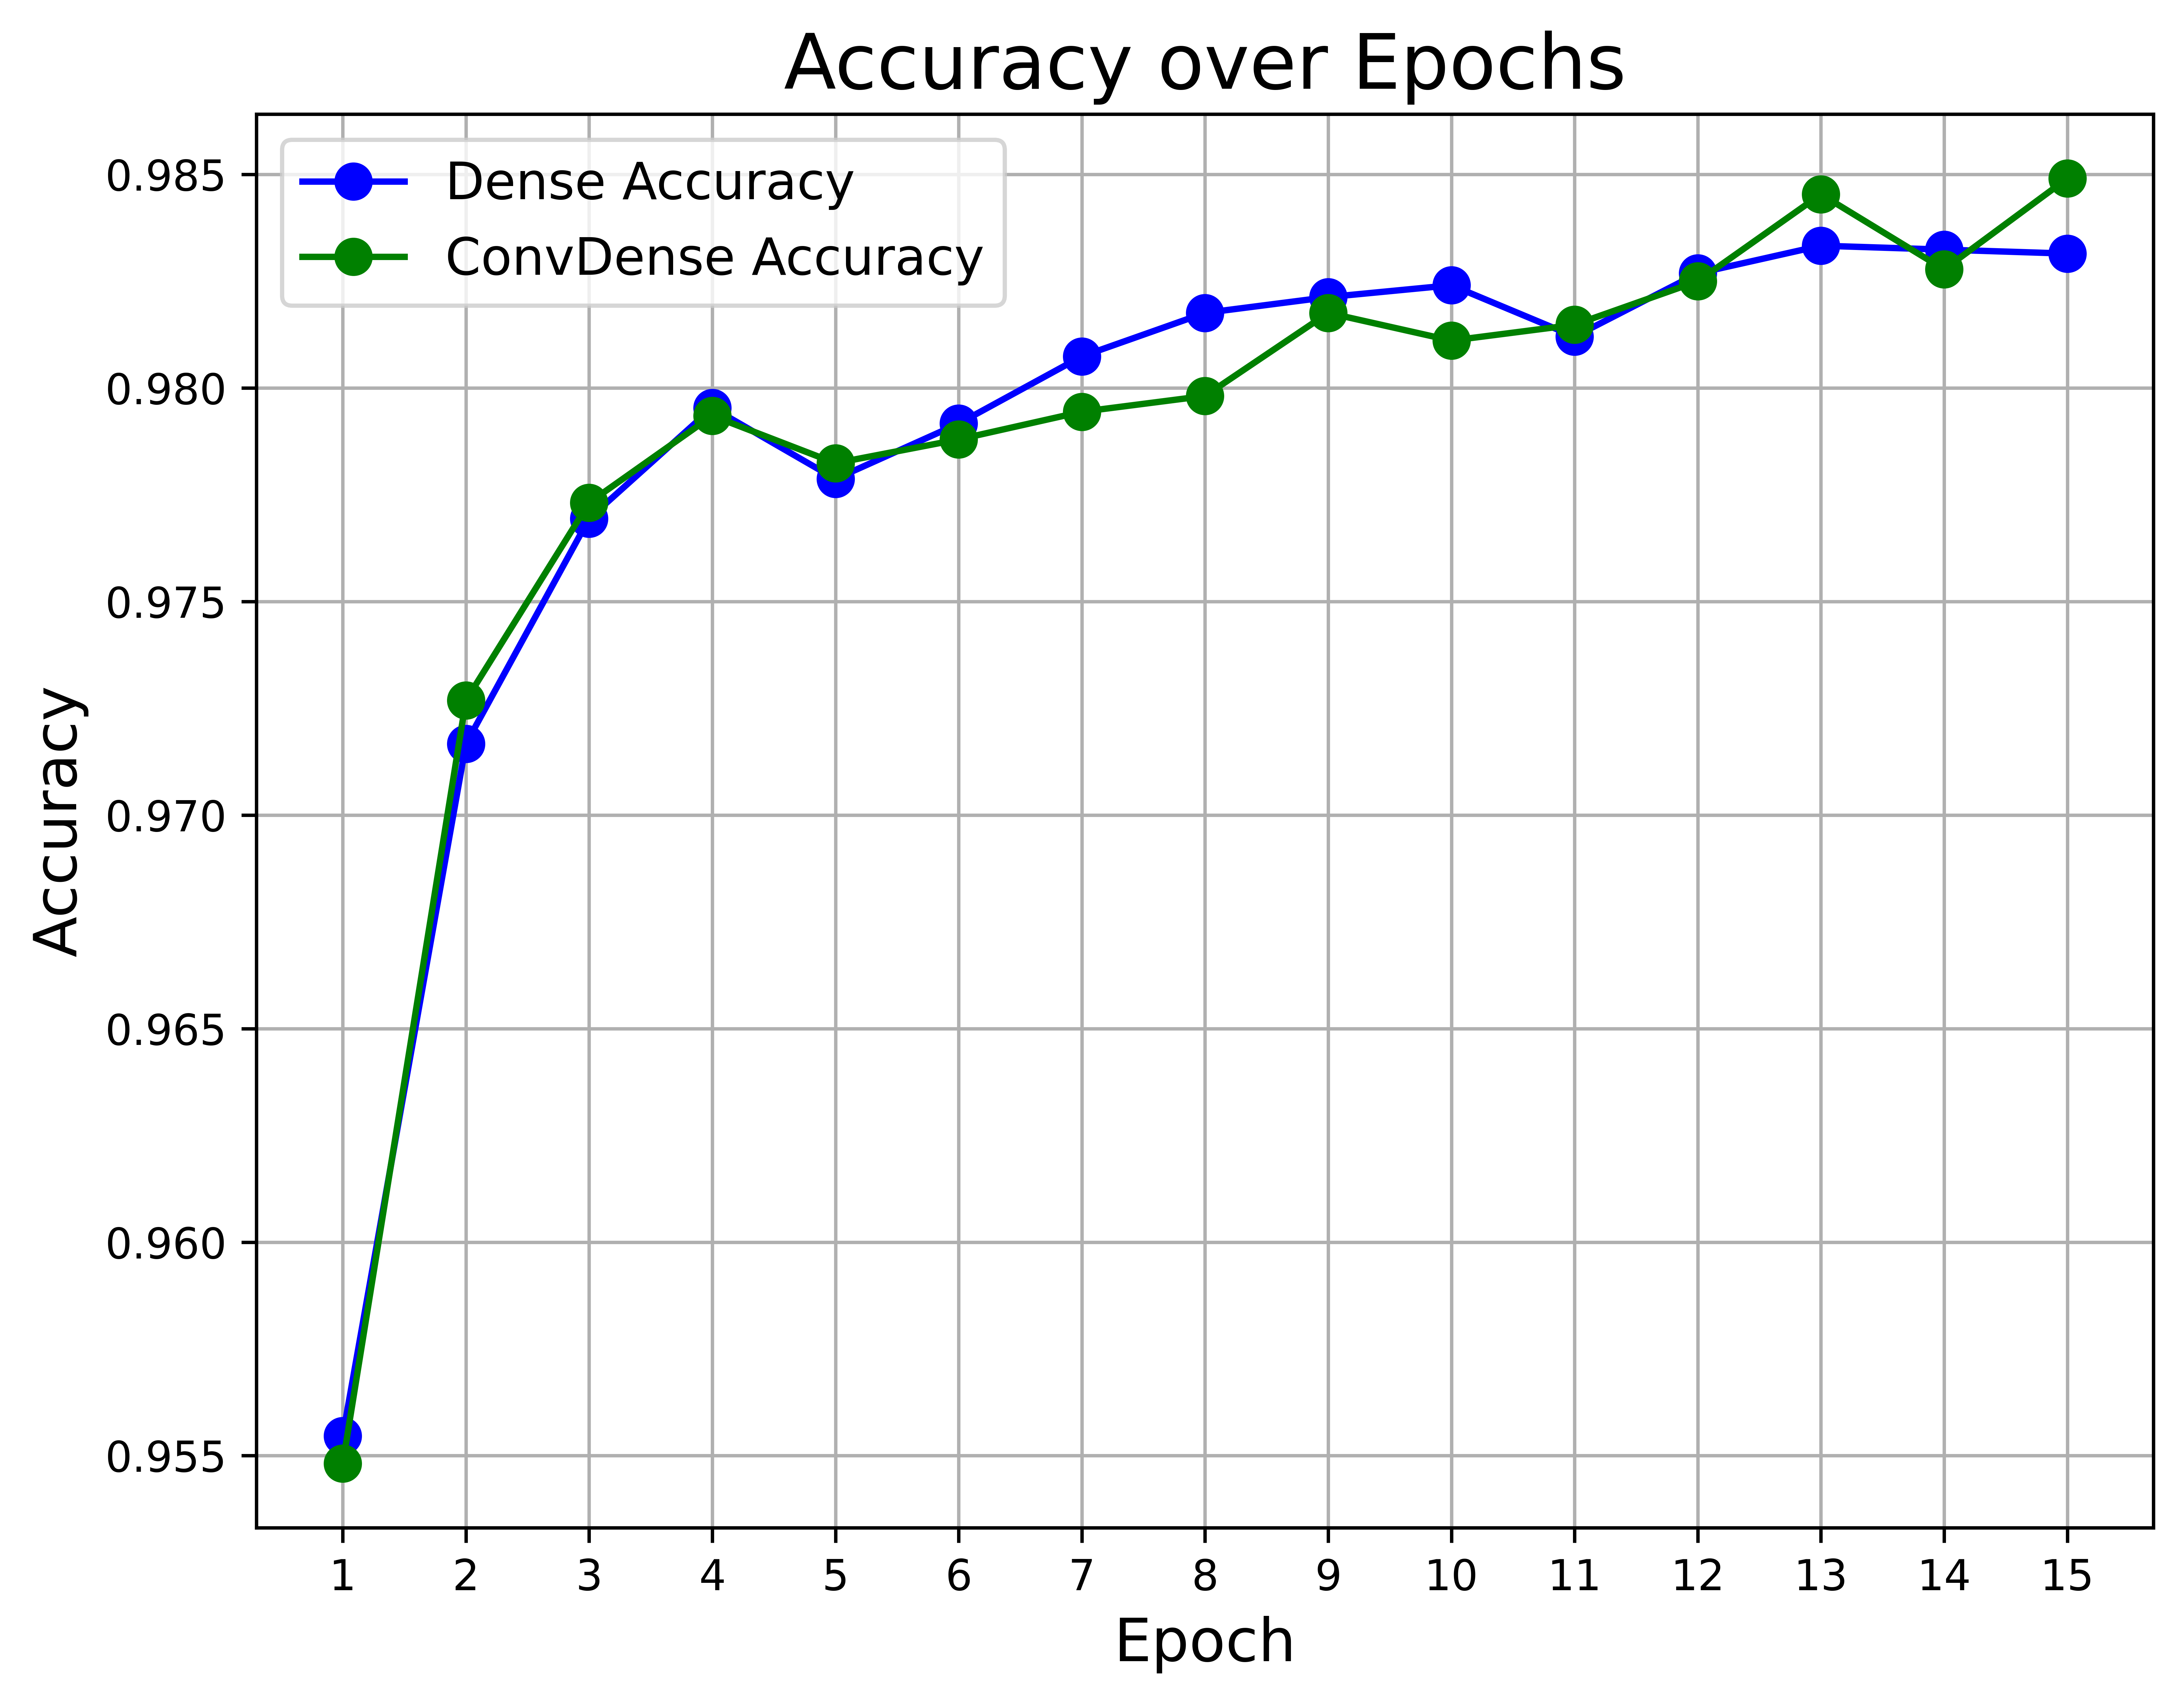 Accuracy over Epochs
Dense Accuracy
ConvDense Accuracy
0.985
0.980
0.975
0.970
0.965
0.960
0.955
Accuracy
1 2 3 4 5 6 7 8 9 10 11 12 13 14 15
Epoch